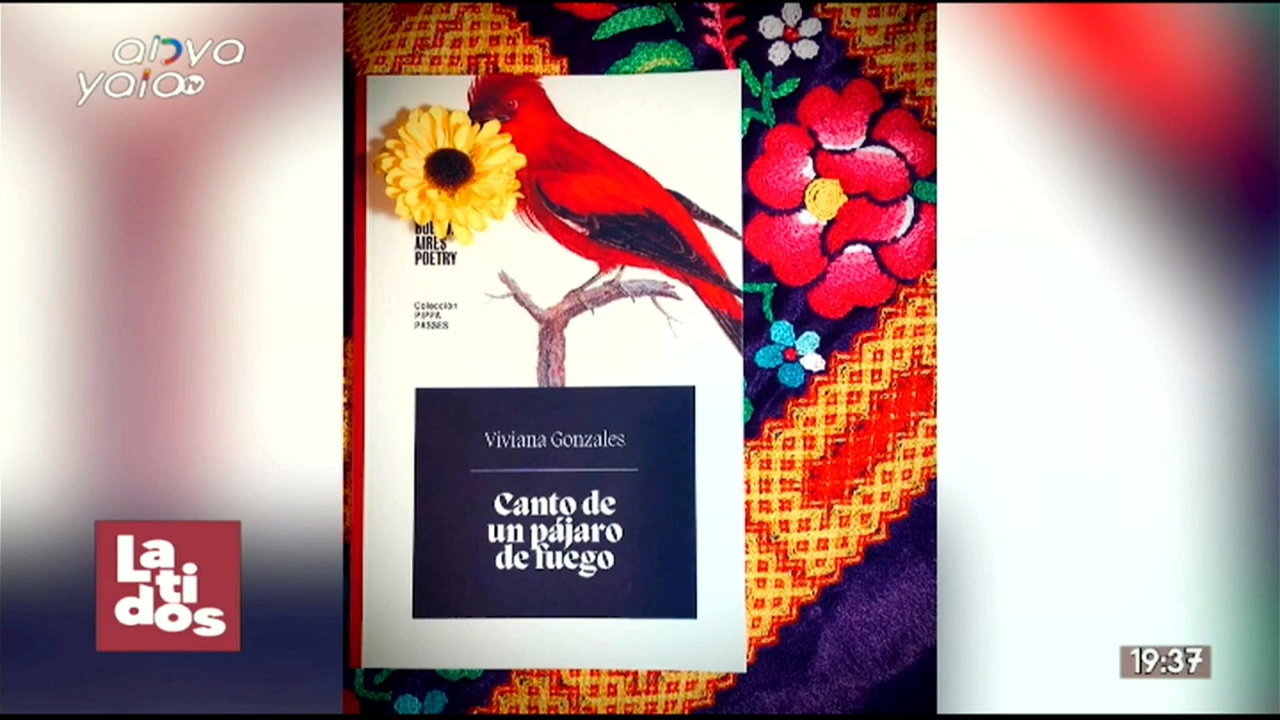 abya
yala tv
AIRES
POETRY
Colección
PIPPA
PASSES
Viviana Gonzales
Canto de
un pájaro
de fuego
La
ti
dos
19:37